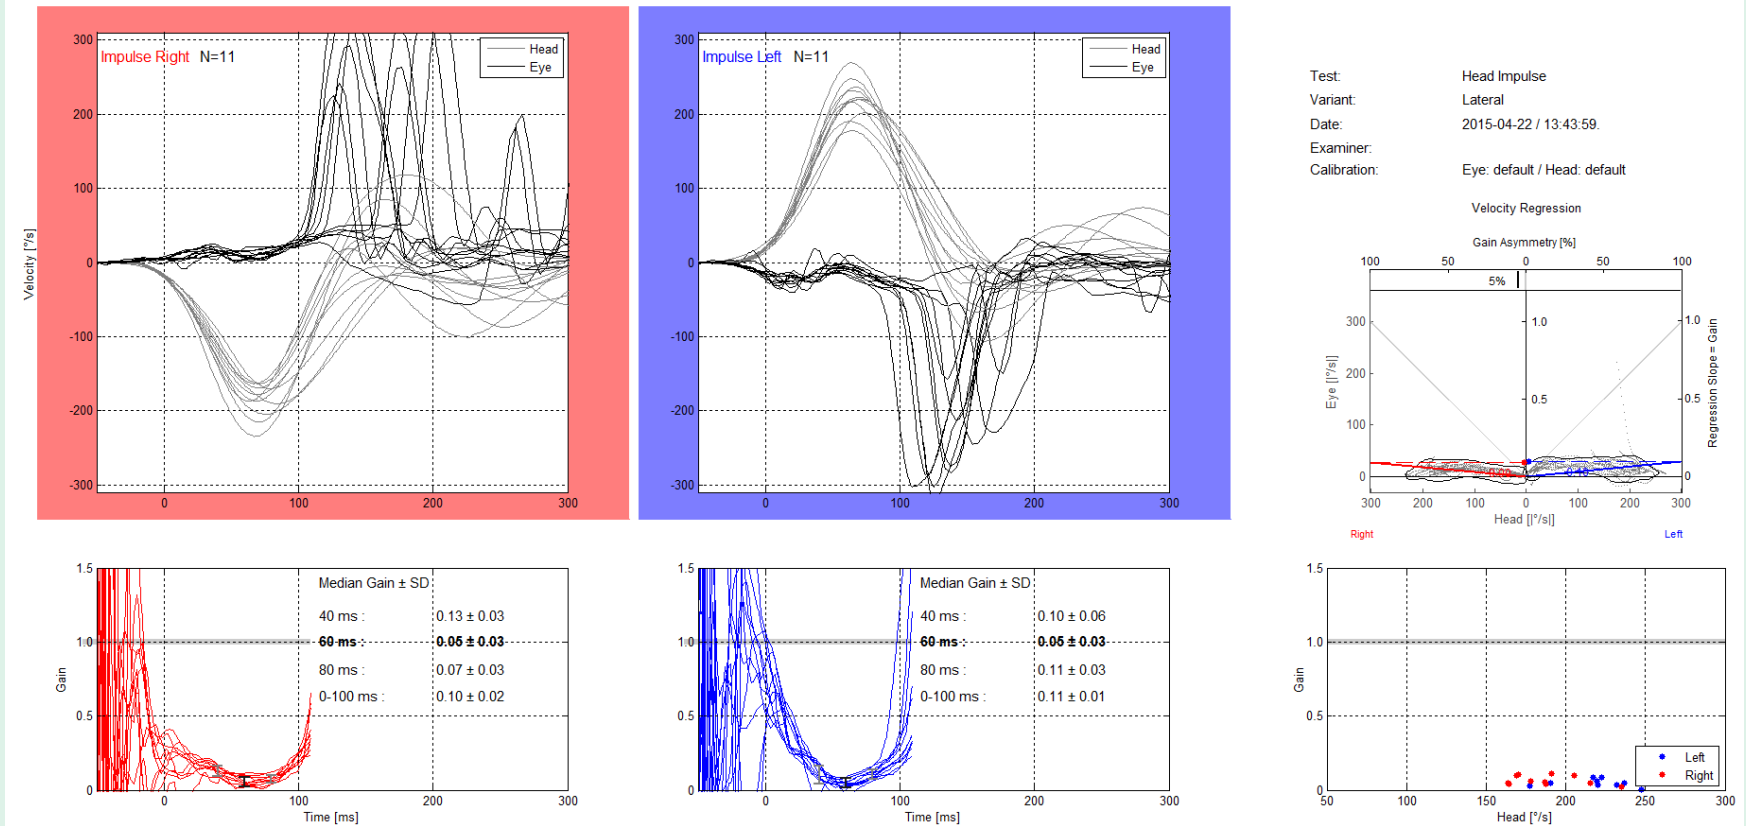 Impulse Right N=11
Head
Eye
300
200
100
0
-100
-200
-300
Velocity [°/s]
0 100 200 300
Impulse Left N=11
Head
Eye
300
200
100
0
-100
-200
-300
0 100 200 300
Test: Head Impulse
Variant: Lateral
Date: 2015-04-22 / 13:43:59.
Examiner:
Calibration: Eye: default / Head: default
Velocity Regression
Gain Asymmetry [%]
100 50 0 50 100
5%
300
200
100
0
Eye [|°/s|]
1.0
0.5
1.0
0.5
0
Regression Slope = Gain
300 200 100 0 100 200 300
Head [|°/s|]
Right Left
1.5
1.0
0.5
0
Gain
Median Gain ± SD
40 ms : 0.13 ± 0.03
60 ms : 0.05 ± 0.03
80 ms : 0.07 ± 0.03
0-100 ms : 0.10 ± 0.02
0 100 200 300
Time [ms]
1.5
1.0
0.5
0
Median Gain ± SD
40 ms : 0.10 ± 0.06
60 ms : 0.05 ± 0.03
80 ms : 0.11 ± 0.03
0-100 ms : 0.11 ± 0.01
0 100 200 300
Time [ms]
1.5
1.0
0.5
0
Gain
Left
Right
50 100 150 200 250 300
Head [°/s]